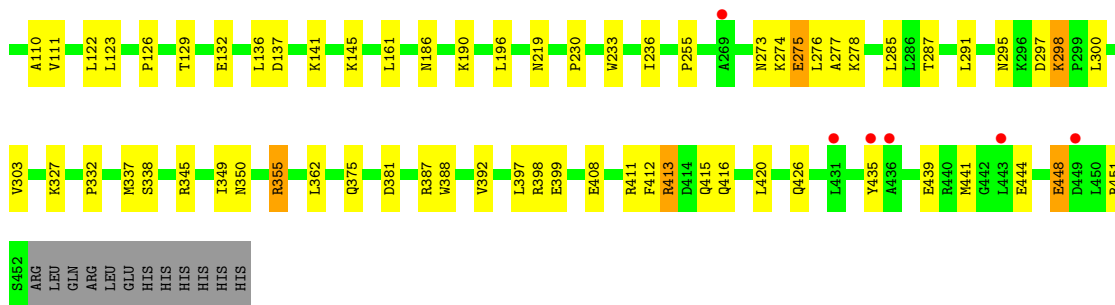 A110 V111 L122 L123 P126 T129 E132 L136 D137 K141 K145 L161 N186 K190 L196 N219 P230 W233 I236 P255 A269 N273 K274 E275 L276 A277 K278 L285 L286 T287 L291 N295 K296 D297 K298 P299 L300
V303 K327 P332 M337 S338 R345 I349 N350 R355 L362 Q375 D381 R387 W388 V392 L397 R398 E399 E408 R411 F412 R413 D414 Q415 Q416 L420 Q426 L431 Y435 A436 E439 R440 M441 G442 L443 E444 E448 D449 L450
S452 ARG LEU GLN ARG LEU GLU HIS HIS HIS HIS HIS HIS